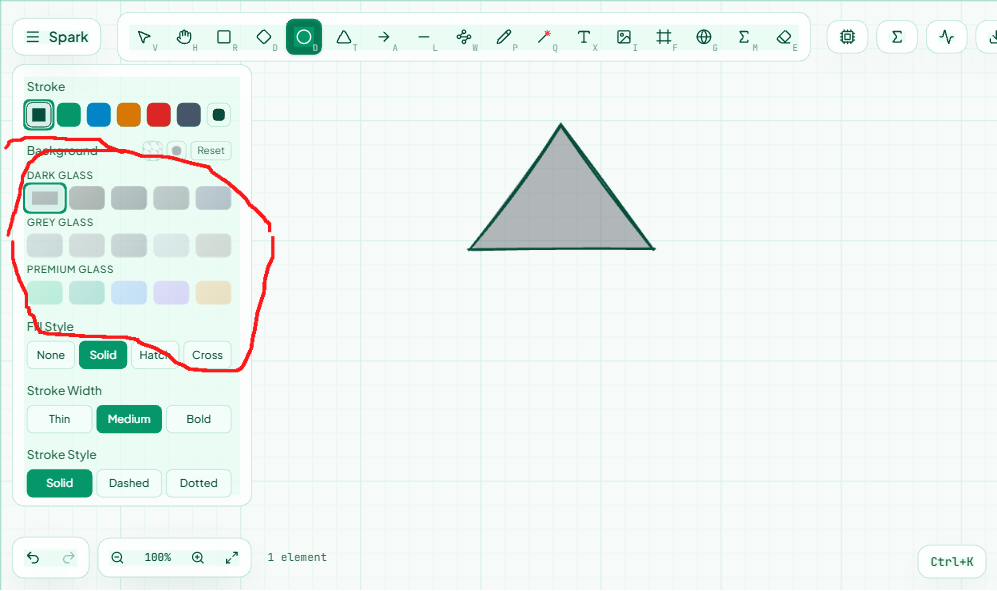 Spark
V H R D O T A L W P Q X I F G M E
Stroke
Background Reset
DARK GLASS
GREY GLASS
PREMIUM GLASS
Fill Style
None Solid Hatch Cross
Stroke Width
Thin Medium Bold
Stroke Style
Solid Dashed Dotted
100% 1 element
Ctrl+K